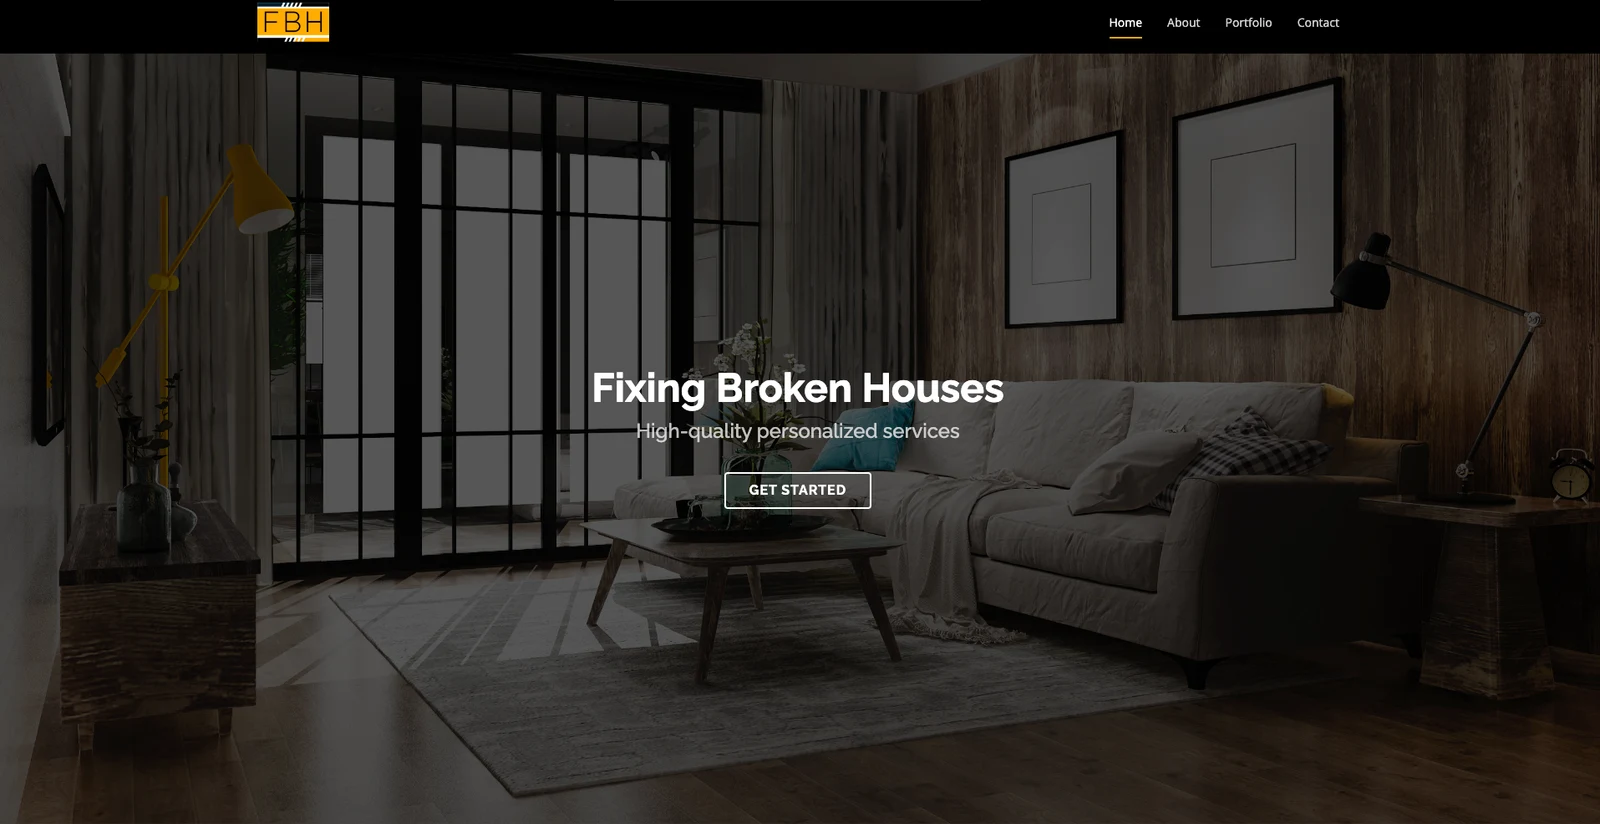 FBH
Home About Portfolio Contact
Fixing Broken Houses
High-quality personalized services
GET STARTED